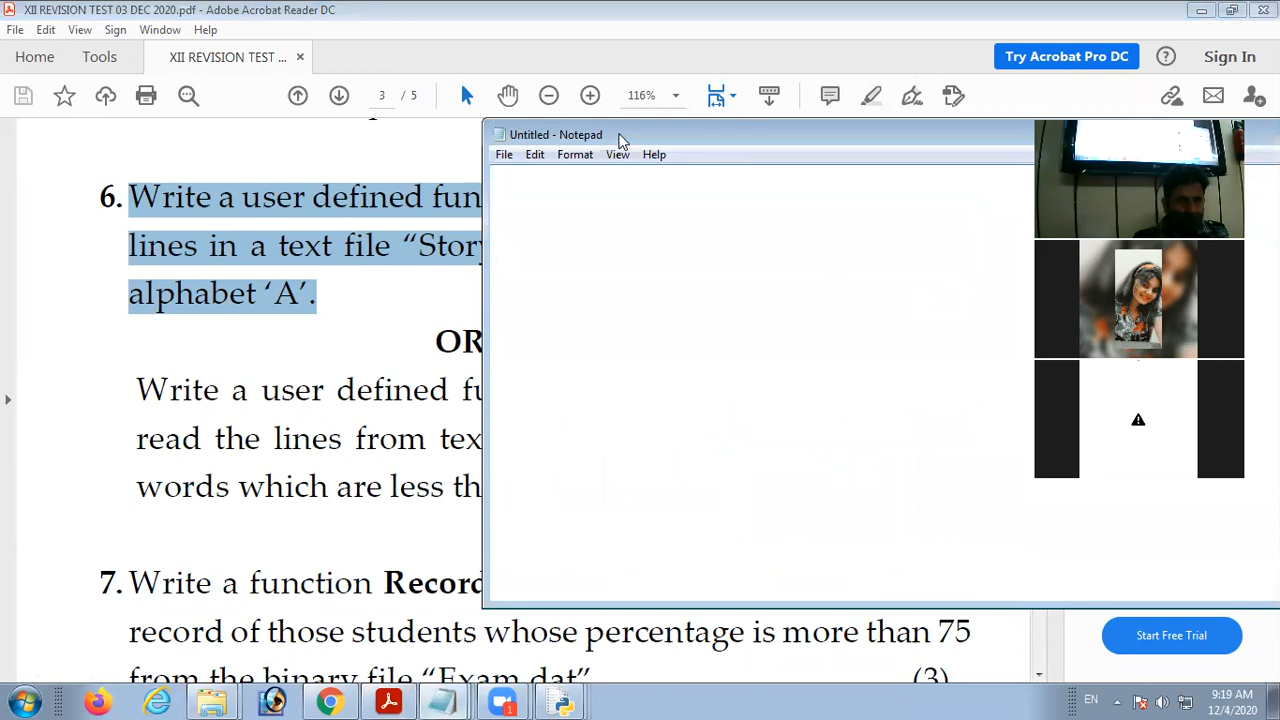 XII REVISION TEST 03 DEC 2020.pdf - Adobe Acrobat Reader DC
File Edit View Sign Window Help
Home Tools XII REVISION TEST ... × Try Acrobat Pro DC Sign In
3 / 5 116%
Untitled - Notepad
File Edit Format View Help
6. Write a user defined fun
lines in a text file “Story
alphabet ‘A’.
OR
Write a user defined fu
read the lines from tex
words which are less th
7. Write a function Record
record of those students whose percentage is more than 75
from the binary file “Exam.dat” (3)
Start Free Trial
EN 9:19 AM
12/4/2020